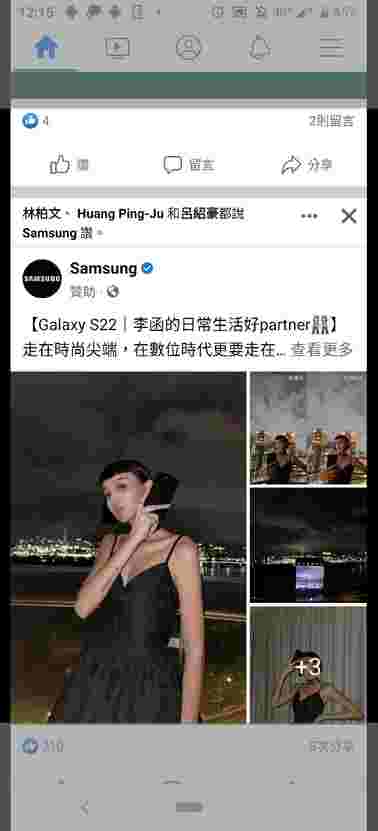 12:15
4
2則留言
讚
留言
分享
林柏文、Huang Ping-Ju 和呂紹豪都說
Samsung 讚。
SAMSUNG
Samsung
贊助
【Galaxy S22｜李函的日常生活好partner👯】
走在時尚尖端，在數位時代更要走在... 查看更多
+3
310
6次分享